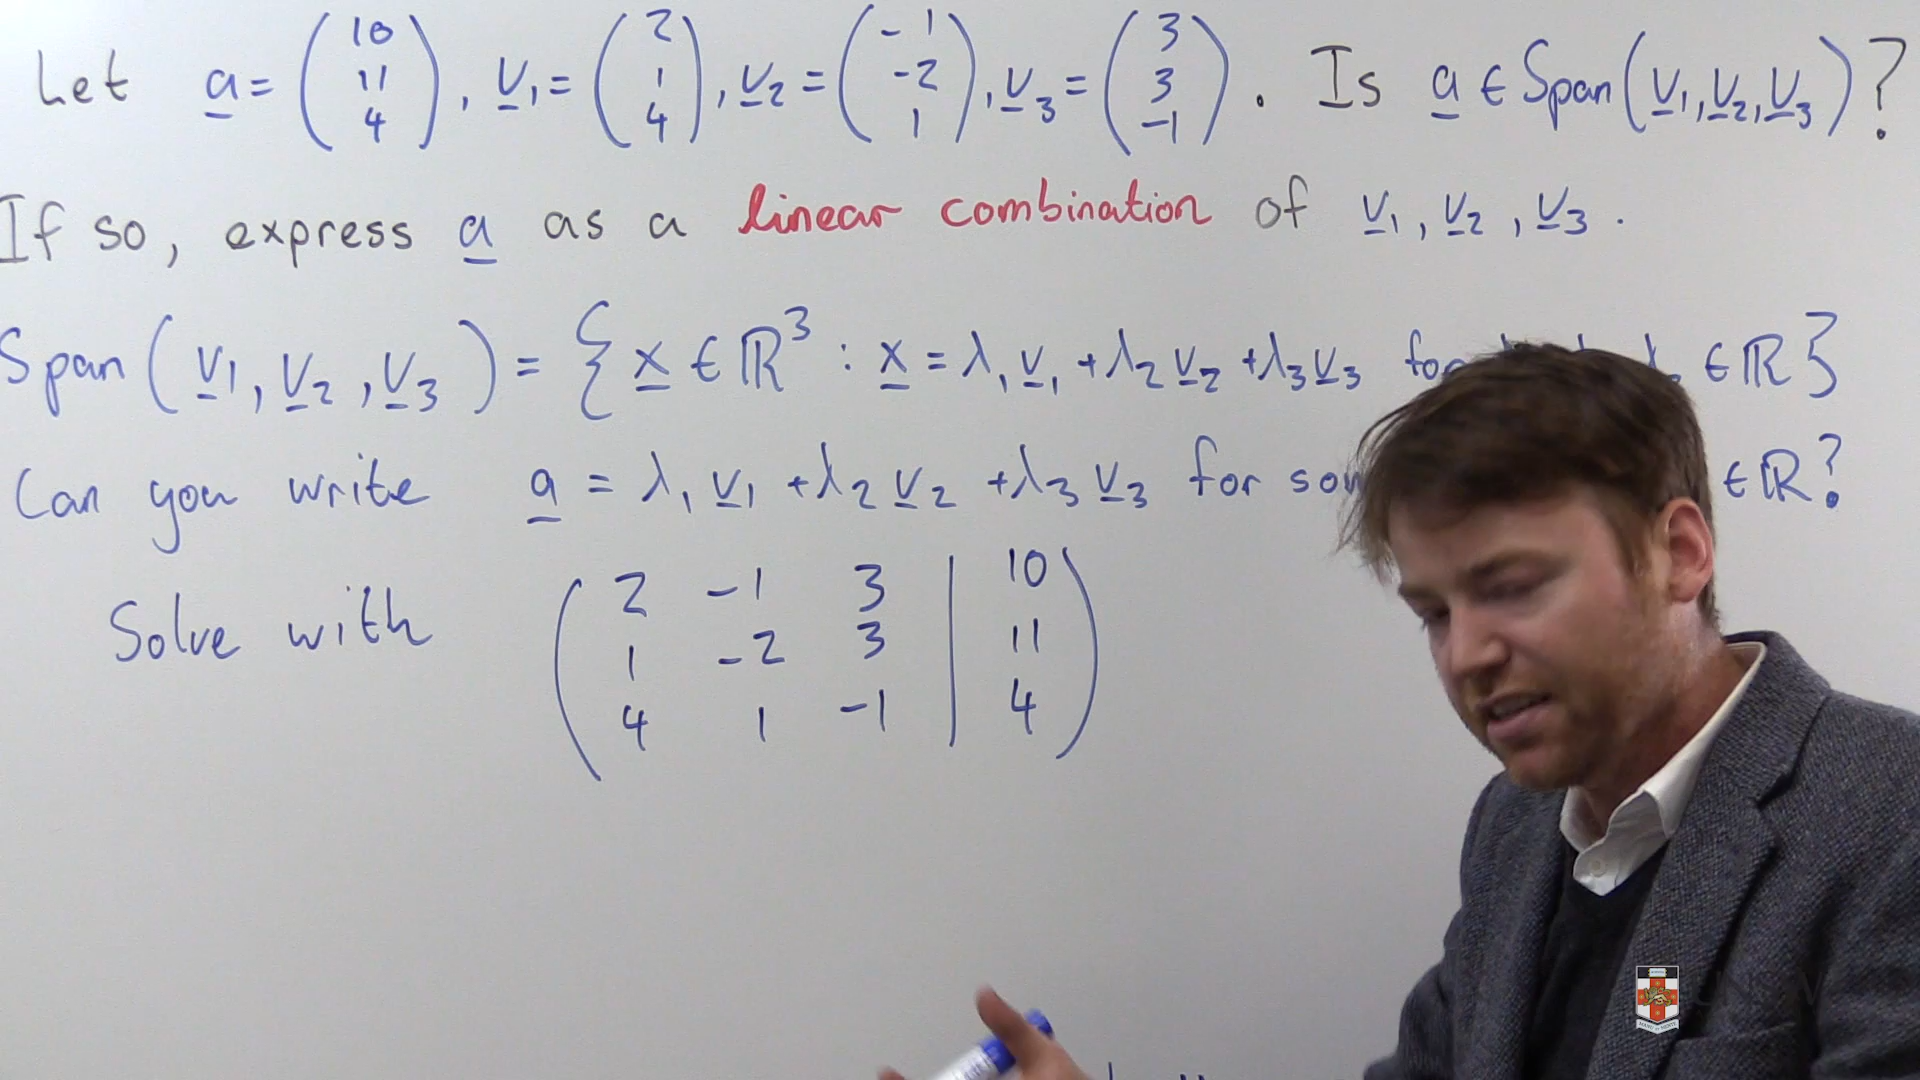 Let a = (10 11 4), v1 = (2 1 4), v2 = (-1 -2 1), v3 = (3 3 -1). Is a ∈ Span(v1, v2, v3)?
If so, express a as a linear combination of v1, v2, v3.
Span(v1, v2, v3) = {x ∈ ℝ³ : x = λ1v1 + λ2v2 + λ3v3 ∈ ℝ}
Can you write a = λ1v1 + λ2v2 + λ3v3 for ∈ ℝ?
Solve with
2 -1 3 | 10
1 -2 3 | 11
4 1 -1 | 4